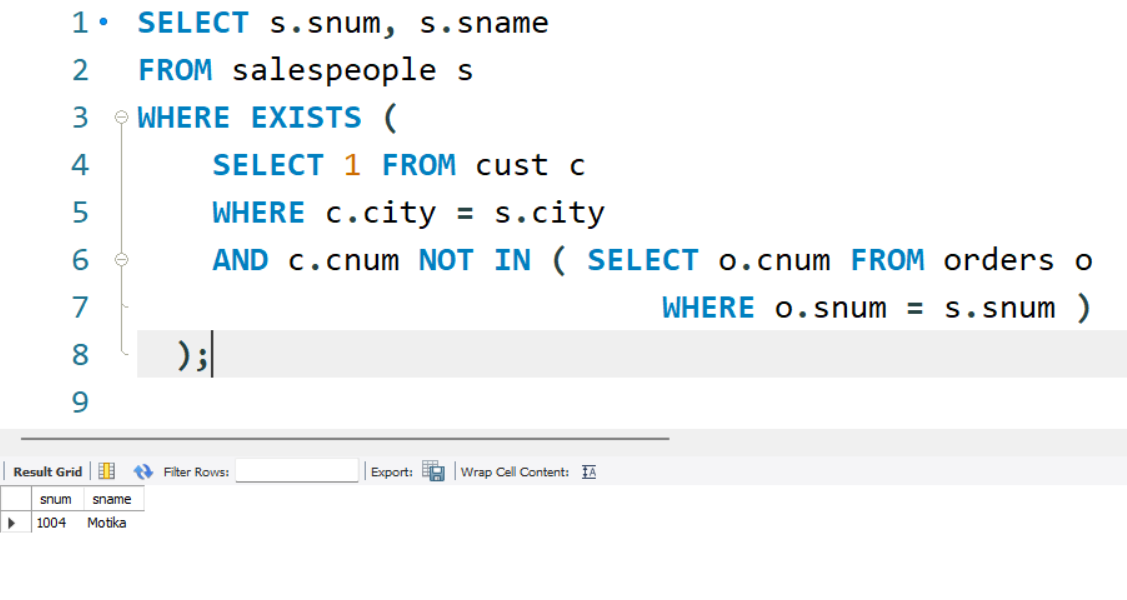 1 SELECT s.snum, s.sname
2 FROM salespeople s
3 WHERE EXISTS (
4 SELECT 1 FROM cust c
5 WHERE c.city = s.city
6 AND c.cnum NOT IN ( SELECT o.cnum FROM orders o
7 WHERE o.snum = s.snum )
8 );
9
Result Grid Filter Rows: Export: Wrap Cell Content: IA
snum sname
1004 Motika